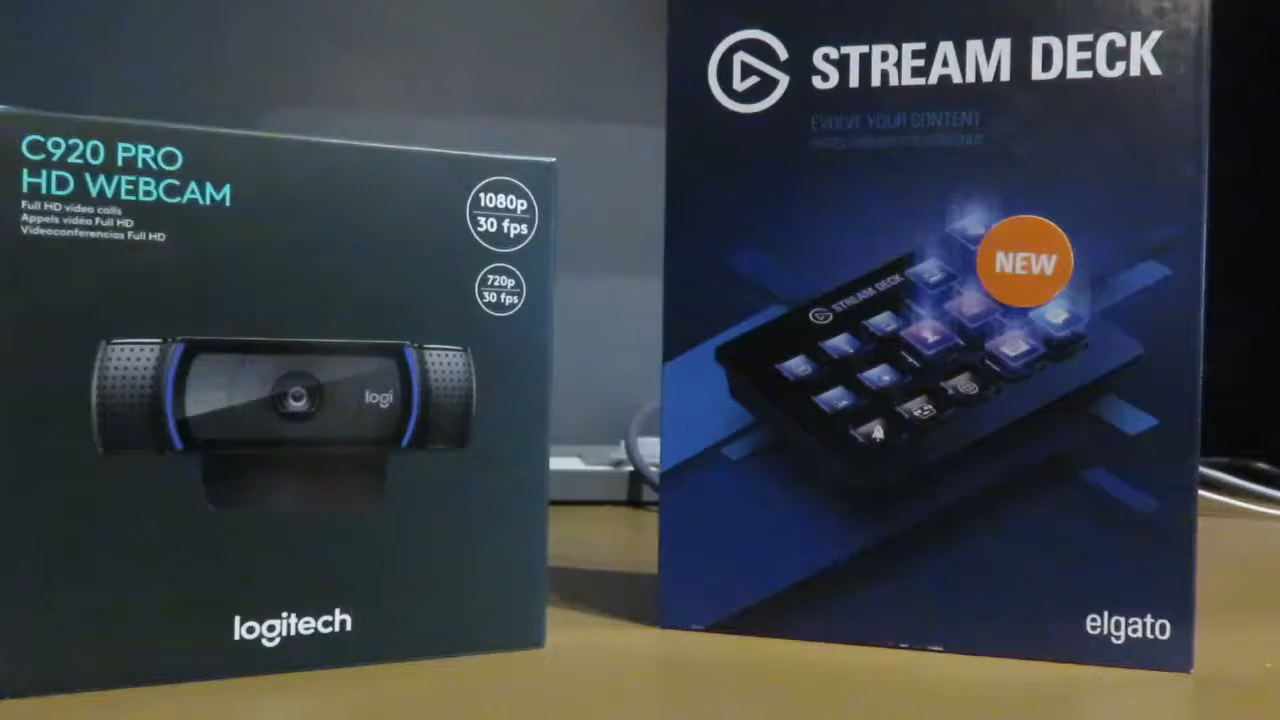 C920 PRO
HD WEBCAM
Full HD video calls
Appels vidéo Full HD
Videoconferencias Full HD
1080p
30 fps
720p
30 fps
logi
logitech
STREAM DECK
EVOLVE YOUR CONTENT
NEW
STREAM DECK
elgato